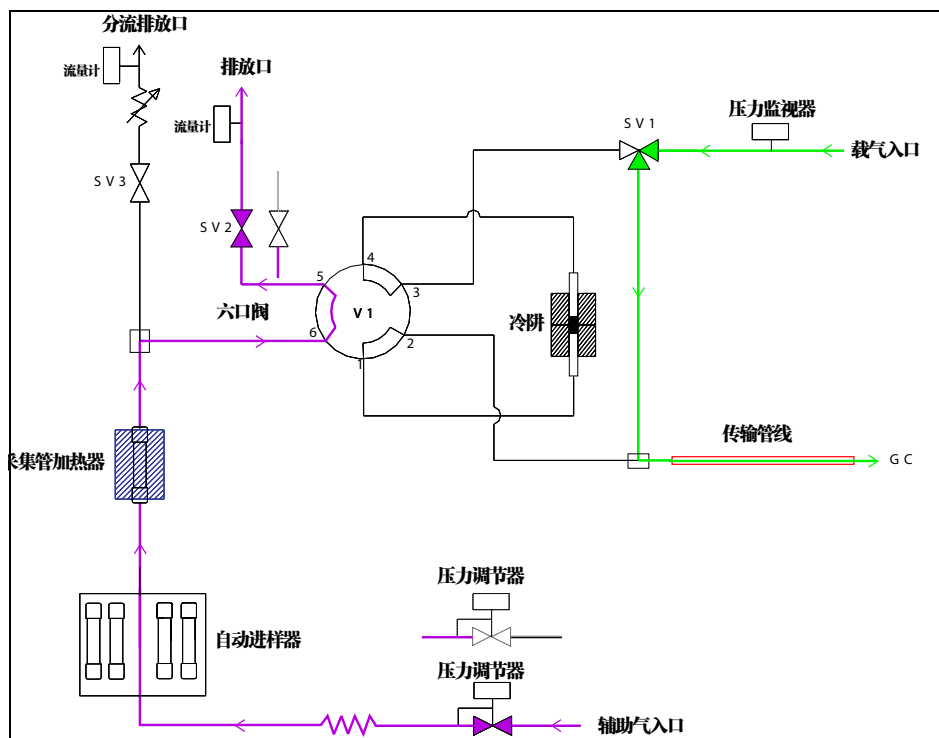 分流排放口
流量计
排放口
流量计
SV3
SV2
SV1
压力监视器
载气入口
4
5
3
六口阀
V1
6
2
1
冷阱
采集管加热器
传输管线
GC
压力调节器
自动进样器
压力调节器
辅助气入口